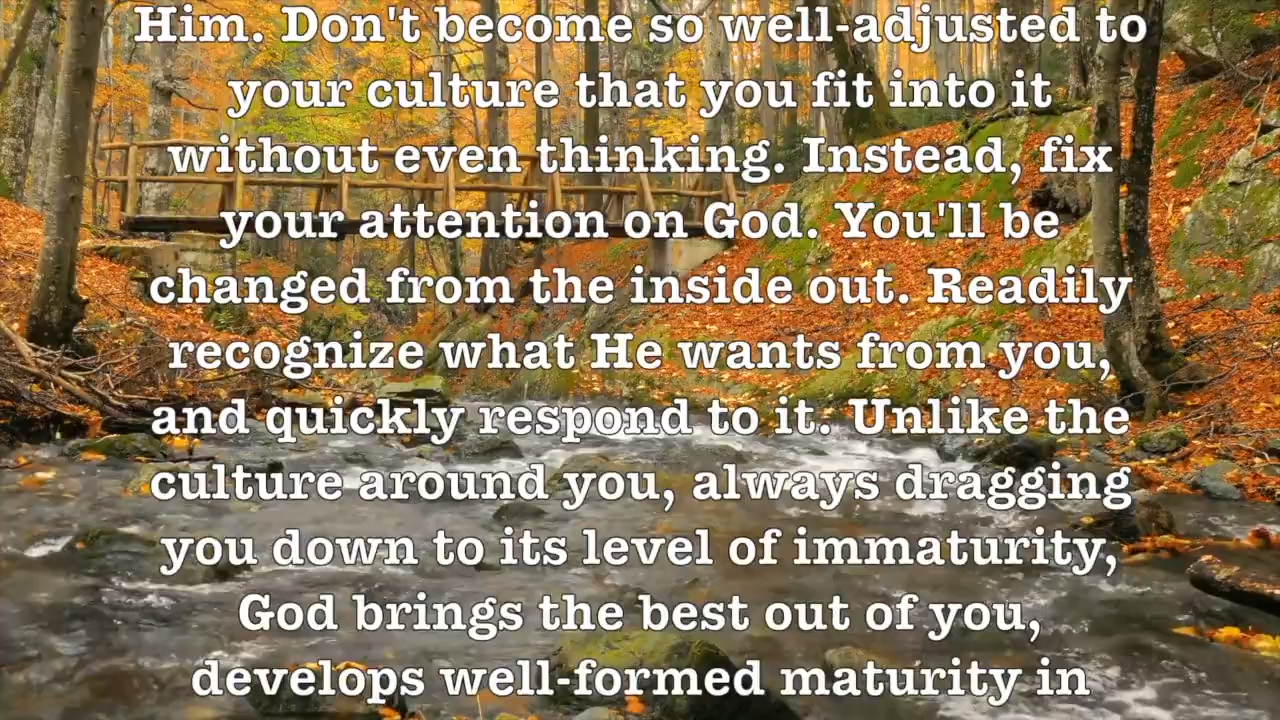 Him. Don't become so well-adjusted to
your culture that you fit into it
without even thinking. Instead, fix
your attention on God. You'll be
changed from the inside out. Readily
recognize what He wants from you,
and quickly respond to it. Unlike the
culture around you, always dragging
you down to its level of immaturity,
God brings the best out of you,
develops well-formed maturity in